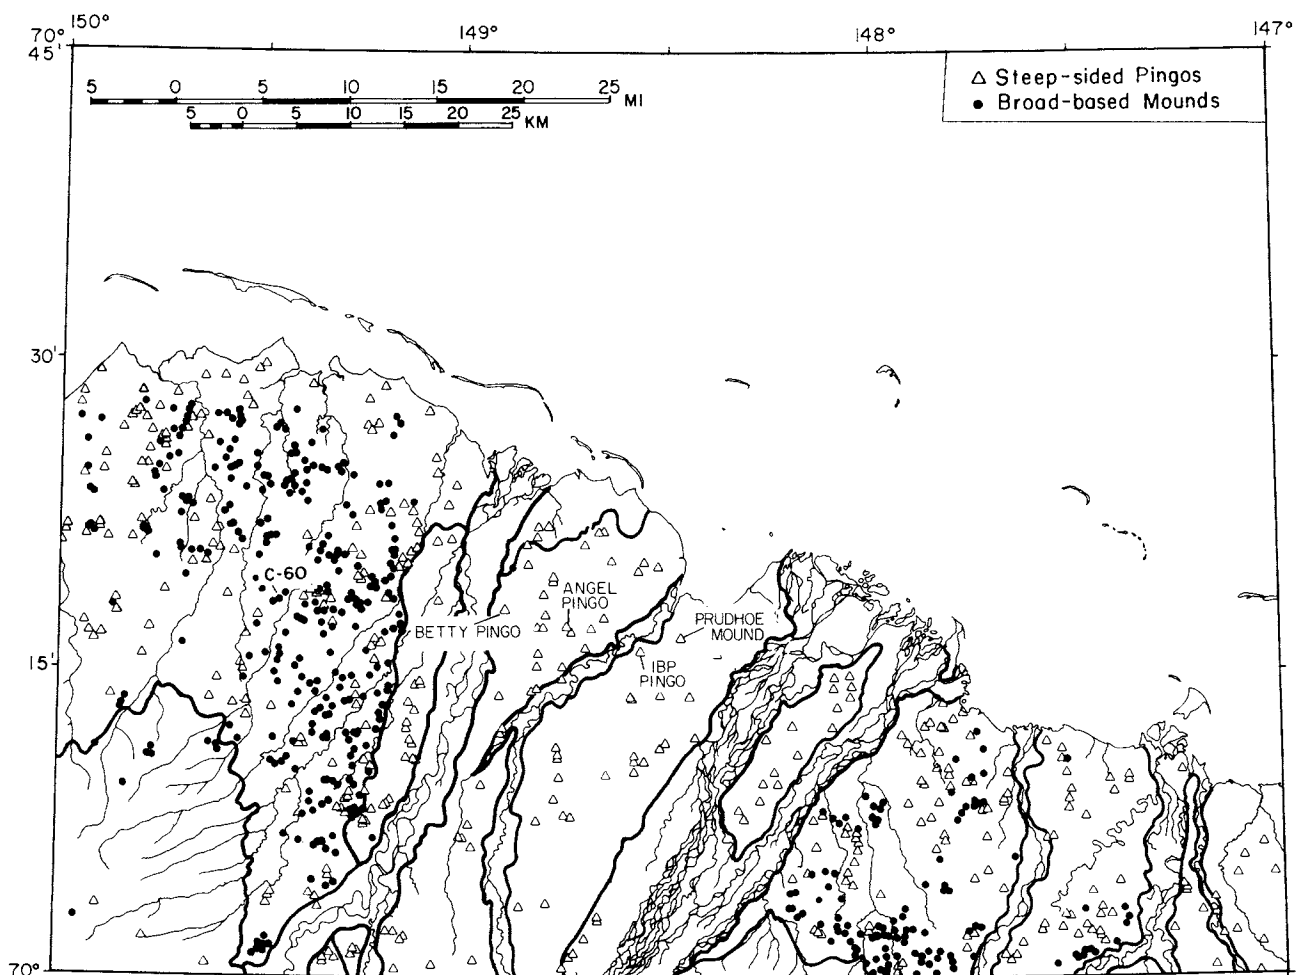 150°
149°
148°
147°
70°
45'
5 0 5 10 15 20 25 MI
5 0 5 10 15 20 25 KM
Steep-sided Pingos
Broad-based Mounds
30'
C-60
ANGEL
PINGO
BETTY PINGO
PRUDHOE
MOUND
15'
IBP
PINGO
70°